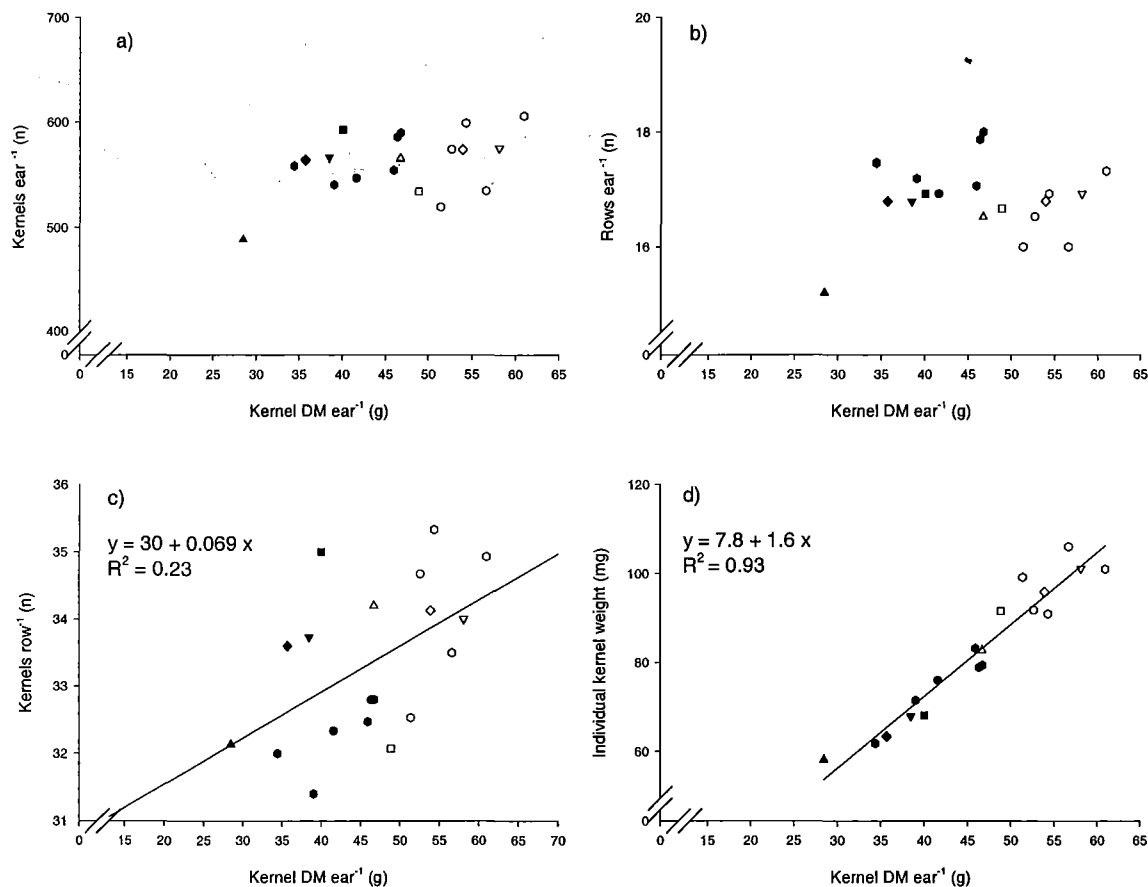 a)
700
600
500
400
0
Kernels ear⁻¹ (n)
15 20 25 30 35 40 45 50 55 60 65
Kernel DM ear⁻¹ (g)
b)
20
18
16
0
Rows ear⁻¹ (n)
15 20 25 30 35 40 45 50 55 60 65
Kernel DM ear⁻¹ (g)
c)
y = 30 + 0.069 x
R² = 0.23
36
35
34
33
32
31
Kernels row⁻¹ (n)
0 15 20 25 30 35 40 45 50 55 60 65 70
Kernel DM ear⁻¹ (g)
d)
y = 7.8 + 1.6 x
R² = 0.93
120
100
80
60
0
Individual kernel weight (mg)
0 15 20 25 30 35 40 45 50 55 60 65
Kernel DM ear⁻¹ (g)